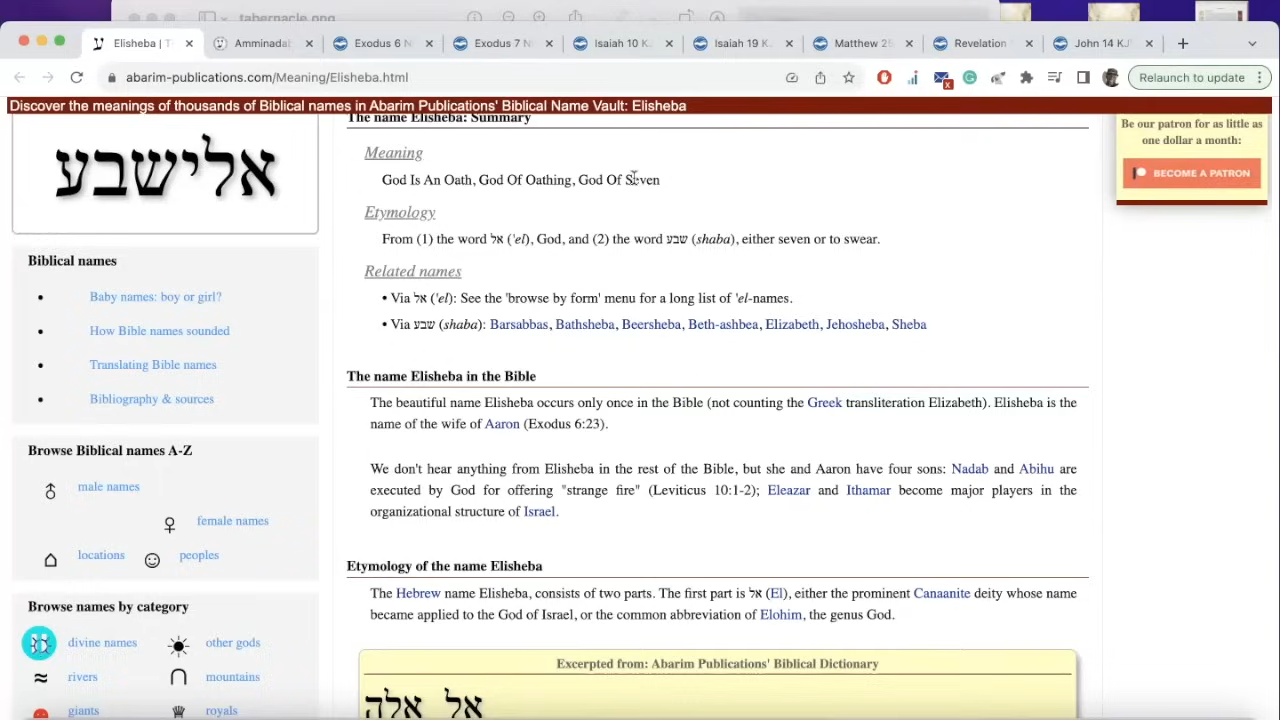 tabernacle.png
Elisheba | T
Amminadab
Exodus 6 N
Exodus 7 N
Isaiah 10 K
Isaiah 19 K
Matthew 25
Revelation
John 14 KJ
abarim-publications.com/Meaning/Elisheba.html
Relaunch to update
Discover the meanings of thousands of Biblical names in Abarim Publications' Biblical Name Vault: Elisheba
אלישבע
Biblical names
• Baby names: boy or girl?
• How Bible names sounded
• Translating Bible names
• Bibliography & sources
Browse Biblical names A-Z
♂ male names
♀ female names
locations
peoples
Browse names by category
divine names
other gods
rivers
mountains
giants
royals
The name Elisheba: Summary
Meaning
God Is An Oath, God Of Oathing, God Of Seven
Etymology
From (1) the word אל ('el), God, and (2) the word שבע (shaba), either seven or to swear.
Related names
• Via אל ('el): See the 'browse by form' menu for a long list of 'el-names.
• Via שבע (shaba): Barsabbas, Bathsheba, Beersheba, Beth-ashbea, Elizabeth, Jehosheba, Sheba
The name Elisheba in the Bible
The beautiful name Elisheba occurs only once in the Bible (not counting the Greek transliteration Elizabeth). Elisheba is the
name of the wife of Aaron (Exodus 6:23).
We don't hear anything from Elisheba in the rest of the Bible, but she and Aaron have four sons: Nadab and Abihu are
executed by God for offering "strange fire" (Leviticus 10:1-2); Eleazar and Ithamar become major players in the
organizational structure of Israel.
Etymology of the name Elisheba
The Hebrew name Elisheba, consists of two parts. The first part is אל (El), either the prominent Canaanite deity whose name
became applied to the God of Israel, or the common abbreviation of Elohim, the genus God.
Excerpted from: Abarim Publications' Biblical Dictionary
אל אלה
Be our patron for as little as
one dollar a month:
BECOME A PATRON